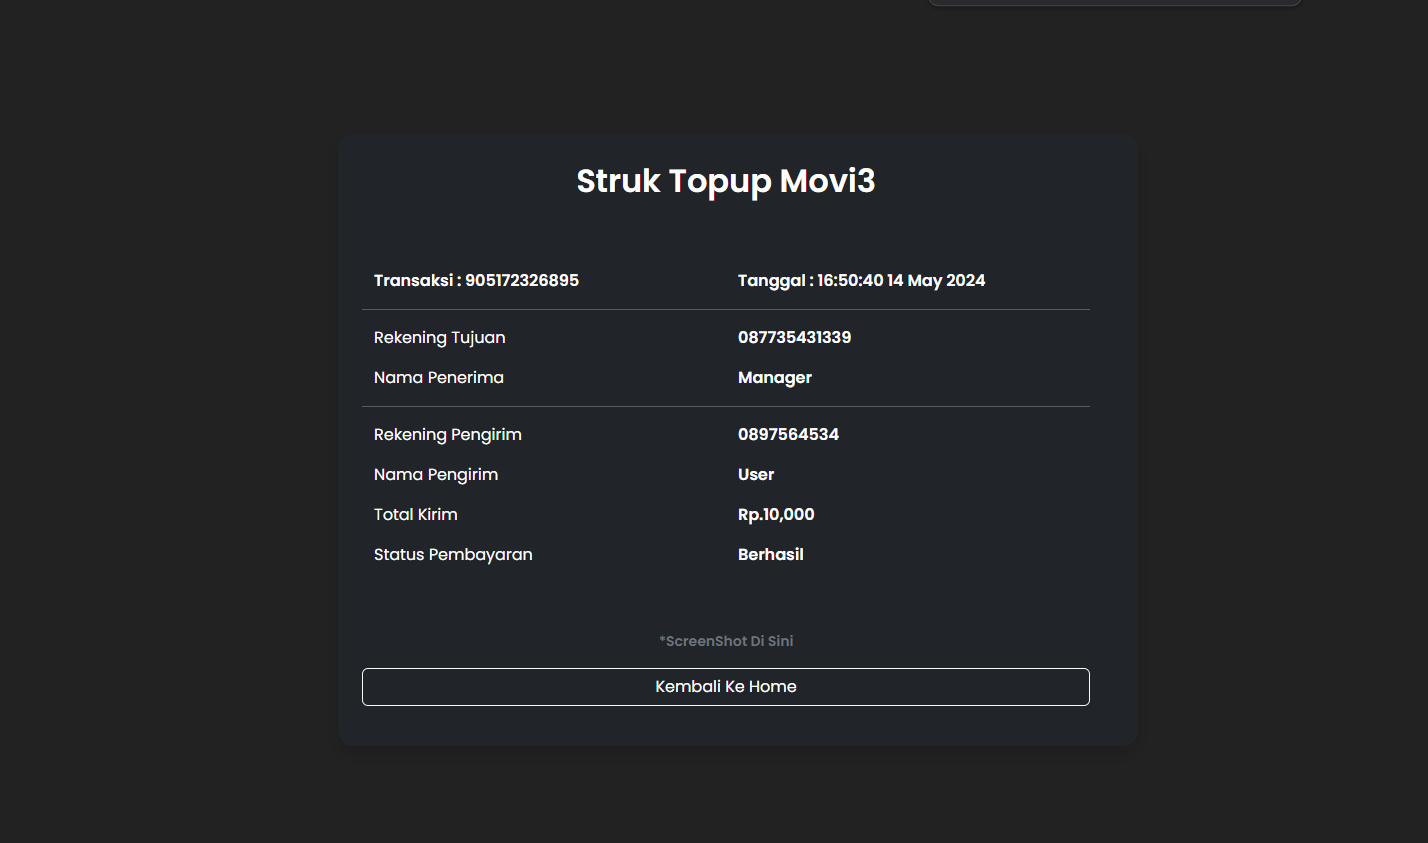 Struk Topup Movi3
Transaksi : 905172326895 Tanggal : 16:50:40 14 May 2024
Rekening Tujuan 087735431339
Nama Penerima Manager
Rekening Pengirim 0897564534
Nama Pengirim User
Total Kirim Rp.10,000
Status Pembayaran Berhasil
*ScreenShot Di Sini
Kembali Ke Home